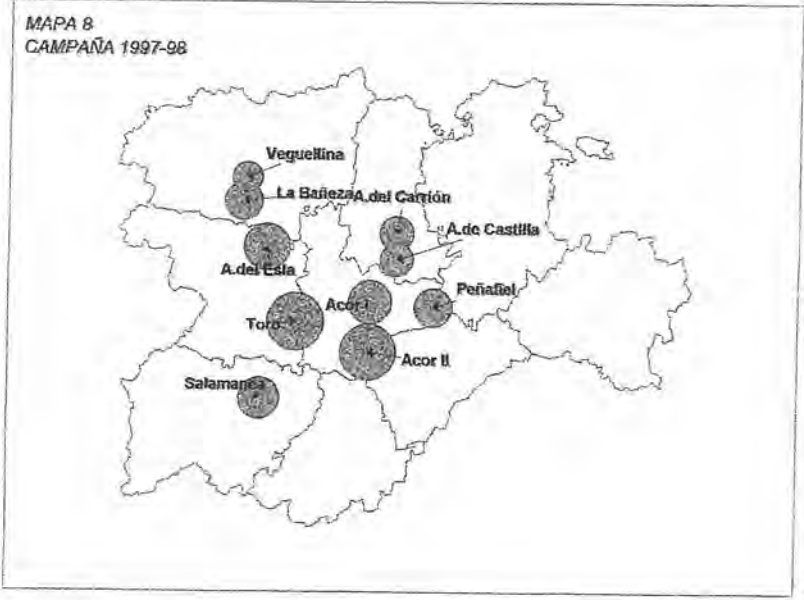 MAPA 8
CAMPAÑA 1997-98
Veguellina
La Bañeza
A.del Carrión
A.de Castilla
A.del Esla
Acor I
Peñafiel
Toro
Acor II
Salamanca